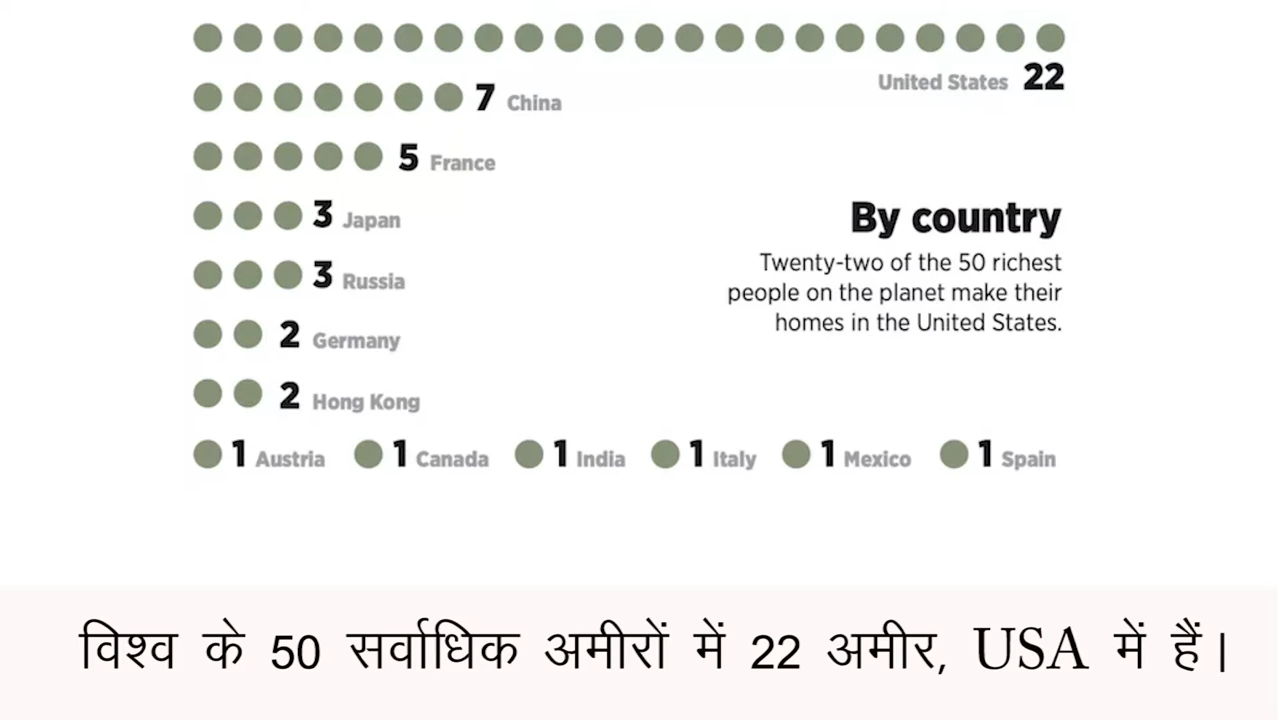 United States 22
7 China
5 France
3 Japan
3 Russia
By country
Twenty-two of the 50 richest
people on the planet make their
homes in the United States.
2 Germany
2 Hong Kong
1 Austria 1 Canada 1 India 1 Italy 1 Mexico 1 Spain
विश्व के 50 सर्वाधिक अमीरों में 22 अमीर, USA में हैं।